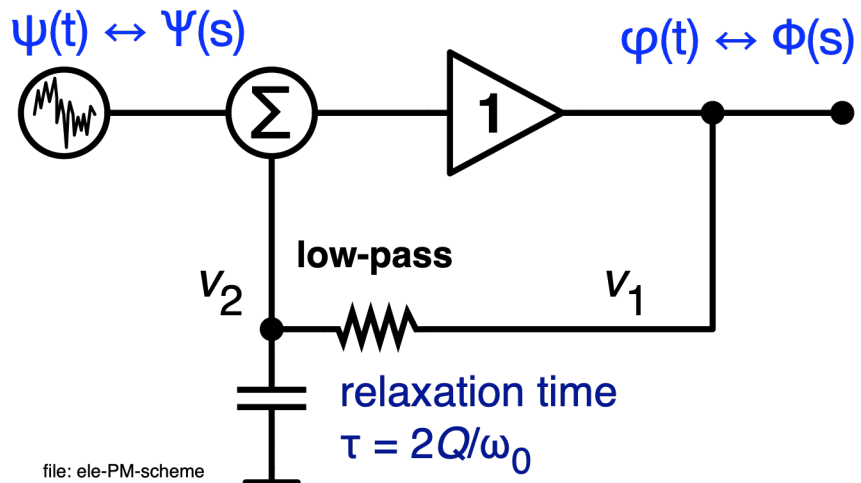 ψ(t) ↔ Ψ(s)
φ(t) ↔ Φ(s)
Σ
1
low-pass
v₂
v₁
relaxation time
τ = 2Q/ω₀
file: ele-PM-scheme